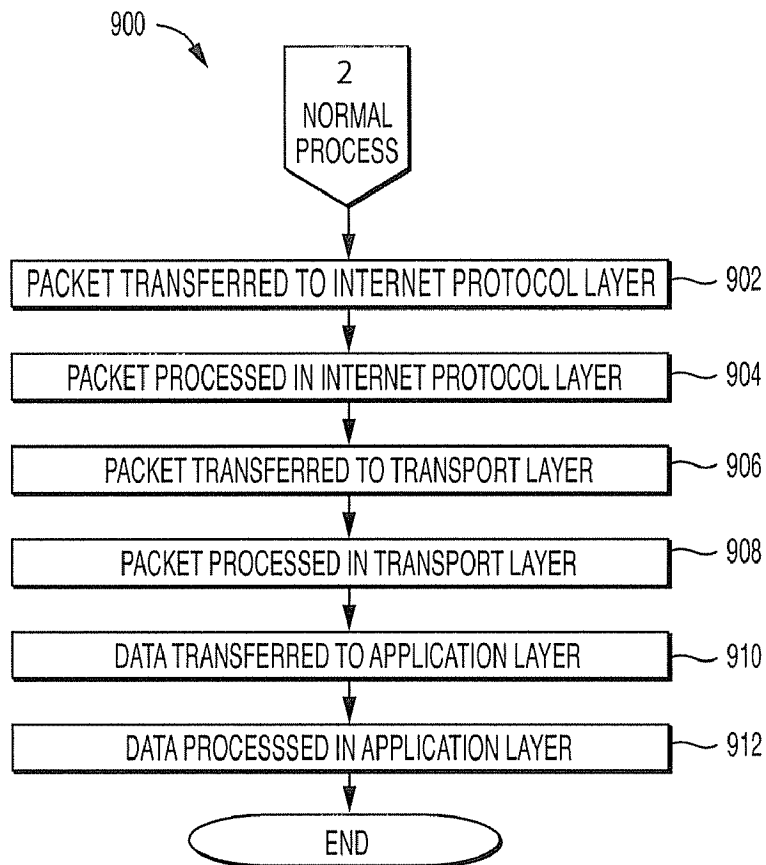 900
2
NORMAL
PROCESS
PACKET TRANSFERRED TO INTERNET PROTOCOL LAYER
902
PACKET PROCESSED IN INTERNET PROTOCOL LAYER
904
PACKET TRANSFERRED TO TRANSPORT LAYER
906
PACKET PROCESSED IN TRANSPORT LAYER
908
DATA TRANSFERRED TO APPLICATION LAYER
910
DATA PROCESSSED IN APPLICATION LAYER
912
END